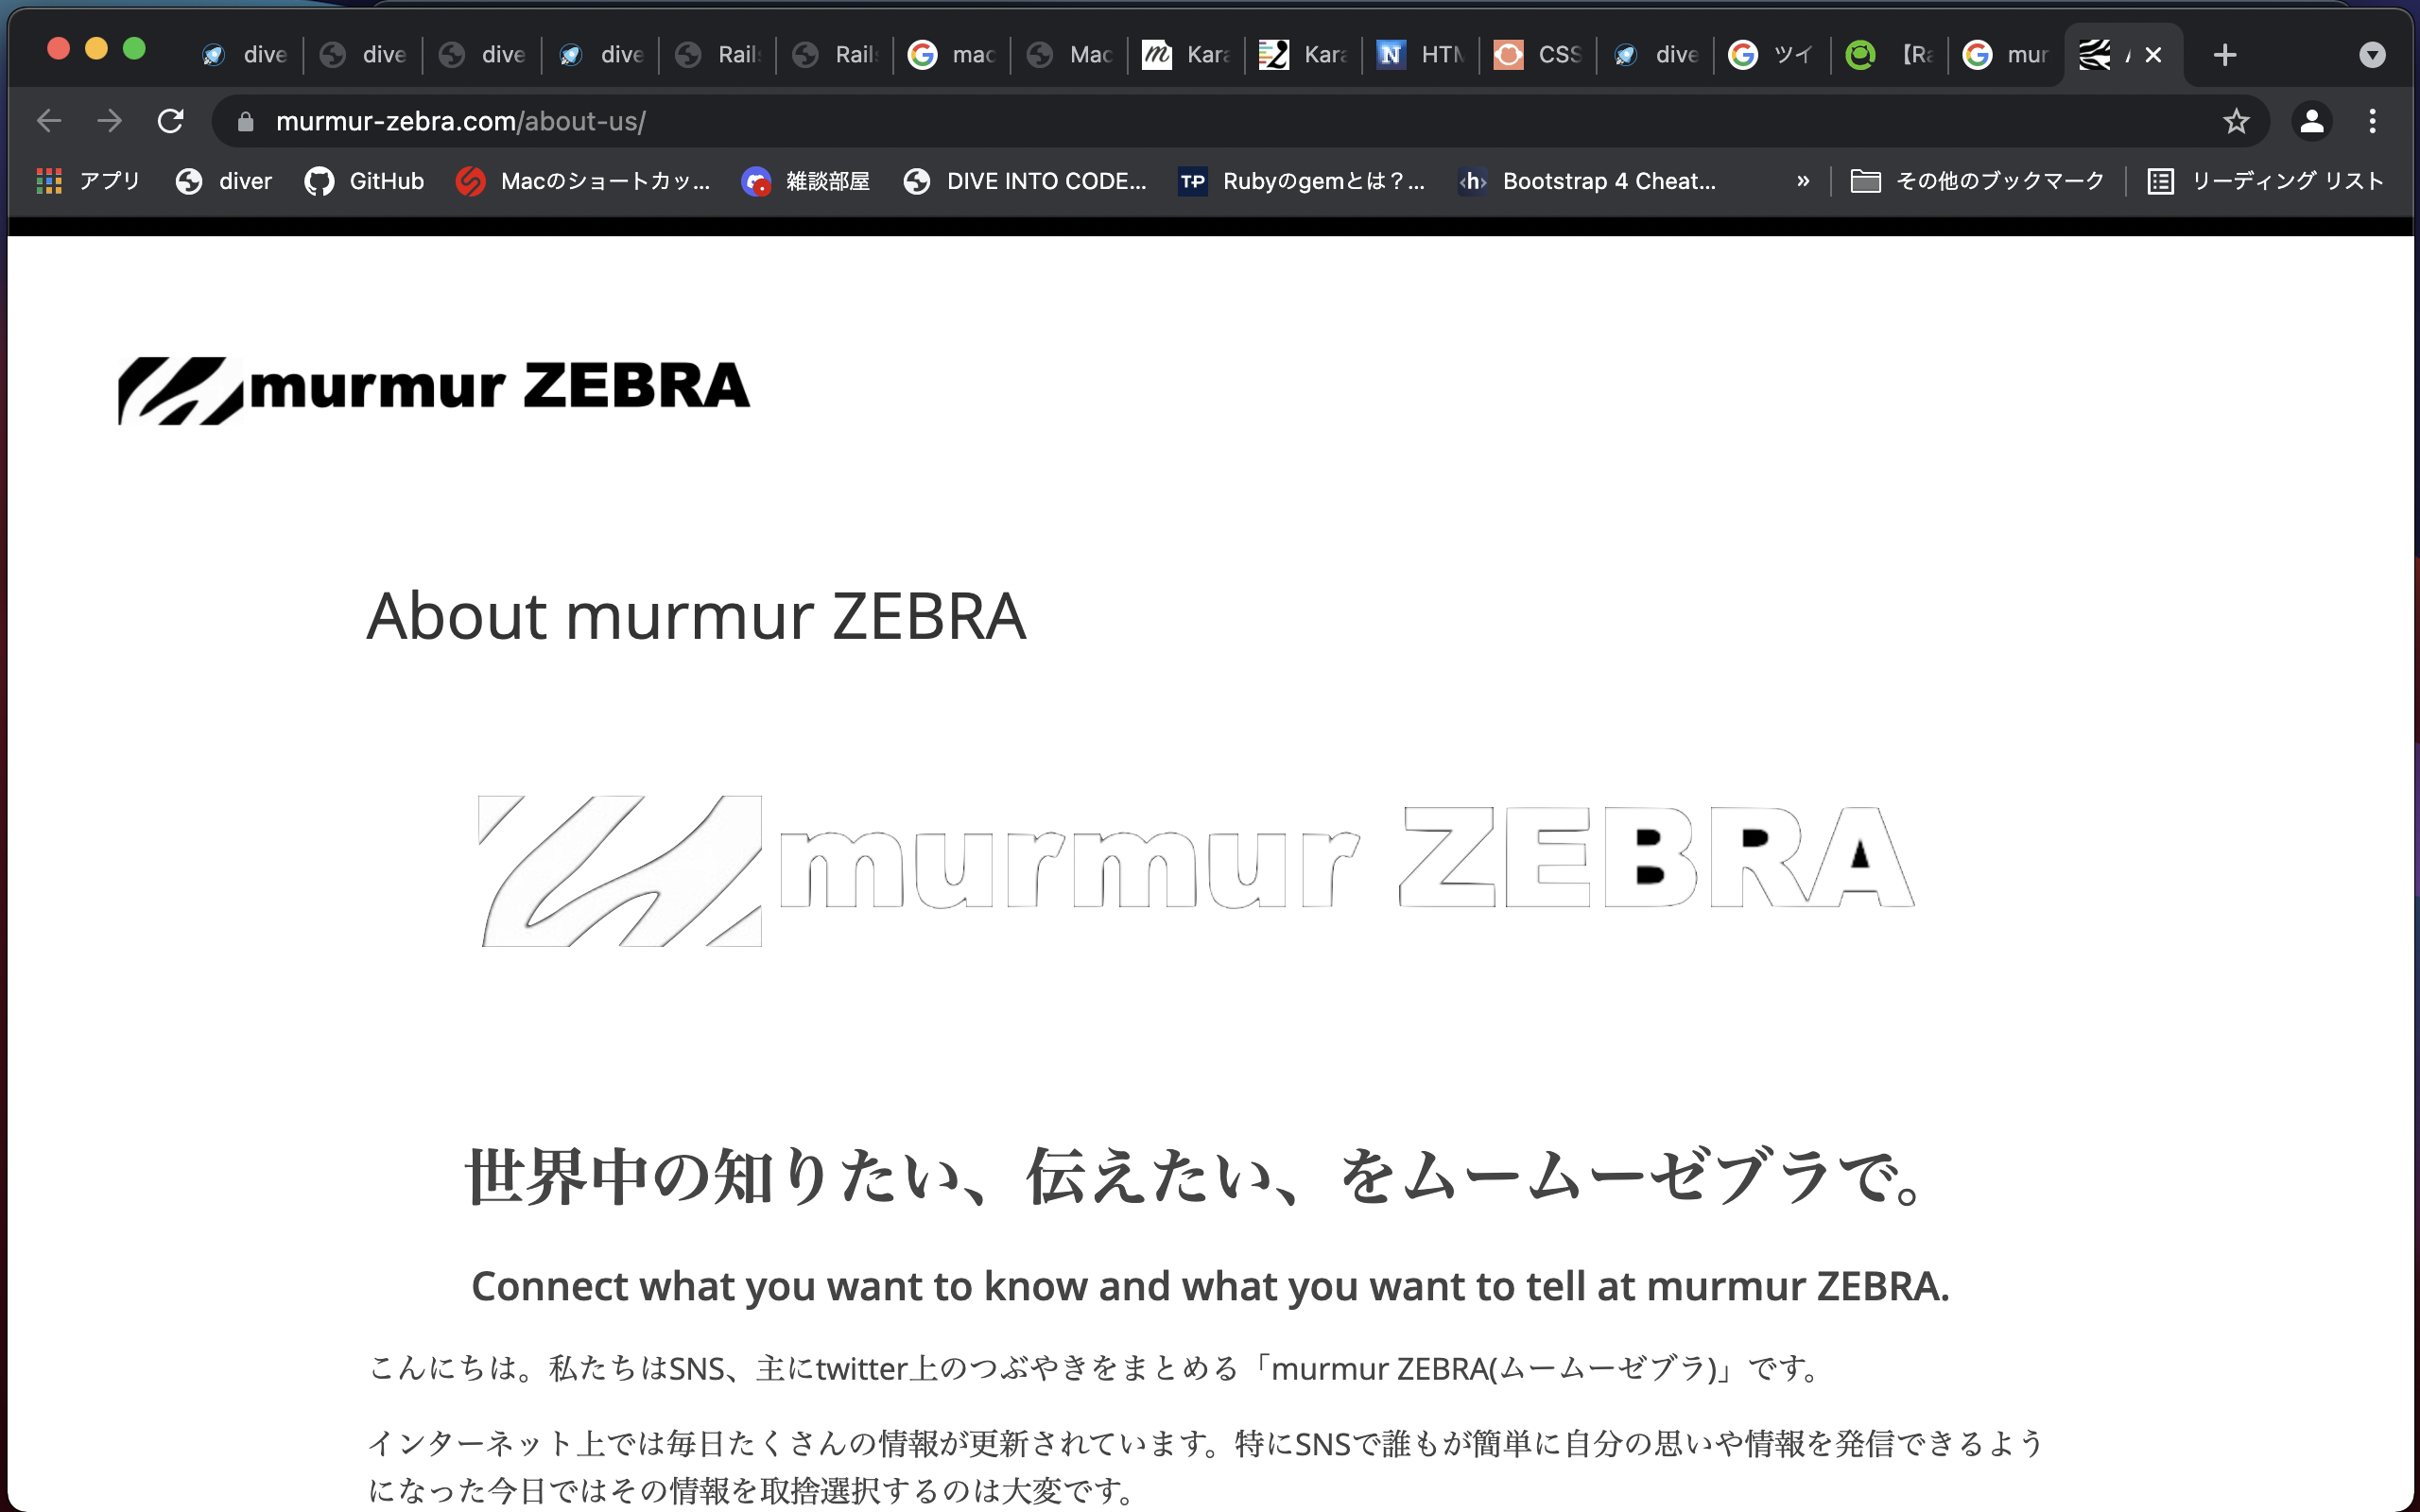 dive dive dive dive Rails Rails mac Mac Kara Kara HTM CSS dive ツイ 【Ra mur
murmur-zebra.com/about-us/
アプリ diver GitHub Macのショートカッ... 雑談部屋 DIVE INTO CODE... TP Rubyのgemとは？... <h> Bootstrap 4 Cheat... » その他のブックマーク リーディング リスト
murmur ZEBRA
About murmur ZEBRA
murmur ZEBRA
世界中の知りたい、伝えたい、をムームーゼブラで。
Connect what you want to know and what you want to tell at murmur ZEBRA.
こんにちは。私たちはSNS、主にtwitter上のつぶやきをまとめる「murmur ZEBRA(ムームーゼブラ)」です。
インターネット上では毎日たくさんの情報が更新されています。特にSNSで誰もが簡単に自分の思いや情報を発信できるよう
になった今日ではその情報を取捨選択するのは大変です。